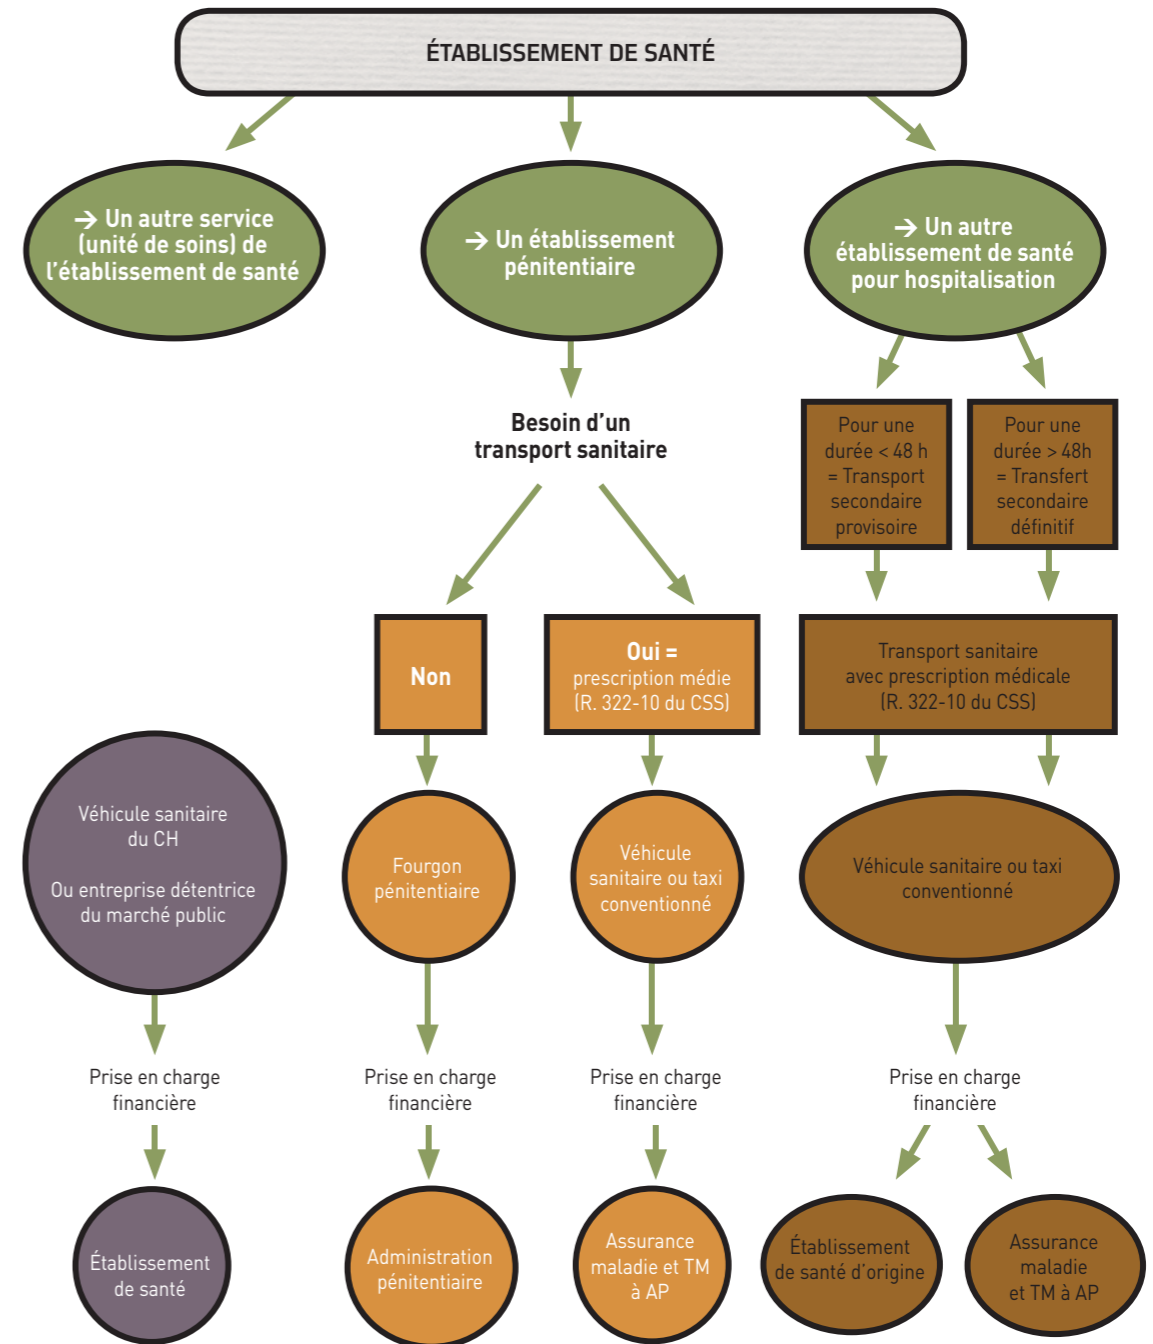 ÉTABLISSEMENT DE SANTÉ
→ Un autre service
(unité de soins) de
l'établissement de santé
→ Un établissement
pénitentiaire
→ Un autre
établissement de santé
pour hospitalisation
Besoin d'un
transport sanitaire
Pour une
durée < 48 h
= Transport
secondaire
provisoire
Pour une
durée > 48h
= Transfert
secondaire
définitif
Non
Oui =
prescription médie
(R. 322-10 du CSS)
Transport sanitaire
avec prescription médicale
(R. 322-10 du CSS)
Véhicule sanitaire
du CH
Ou entreprise détentrice
du marché public
Fourgon
pénitentiaire
Véhicule
sanitaire ou taxi
conventionné
Véhicule sanitaire ou taxi
conventionné
Prise en charge
financière
Prise en charge
financière
Prise en charge
financière
Prise en charge
financière
Établissement
de santé
Administration
pénitentiaire
Assurance
maladie et TM
à AP
Établissement
de santé d'origine
Assurance
maladie
et TM à AP